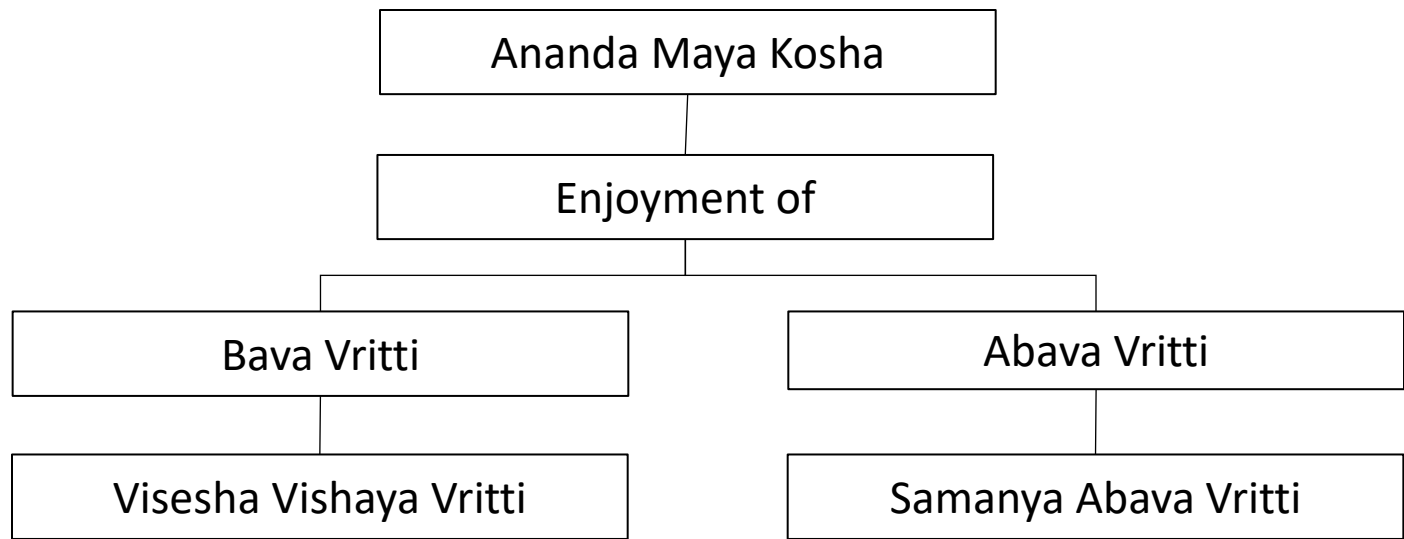 Ananda Maya Kosha
Enjoyment of
Bava Vritti
Abava Vritti
Visesha Vishaya Vritti
Samanya Abava Vritti